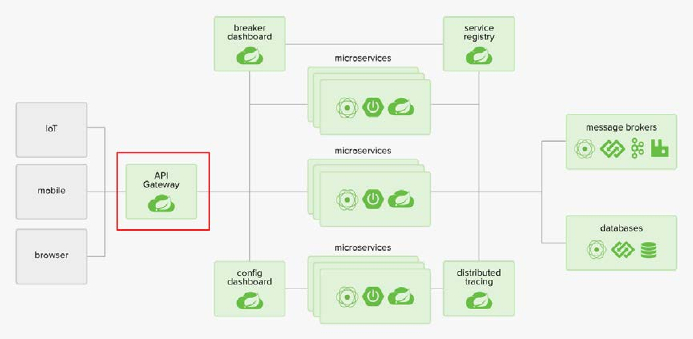 breaker
dashboard
service
registry
microservices
IoT
mobile
browser
API
Gateway
microservices
message brokers
databases
microservices
config
dashboard
distributed
tracing